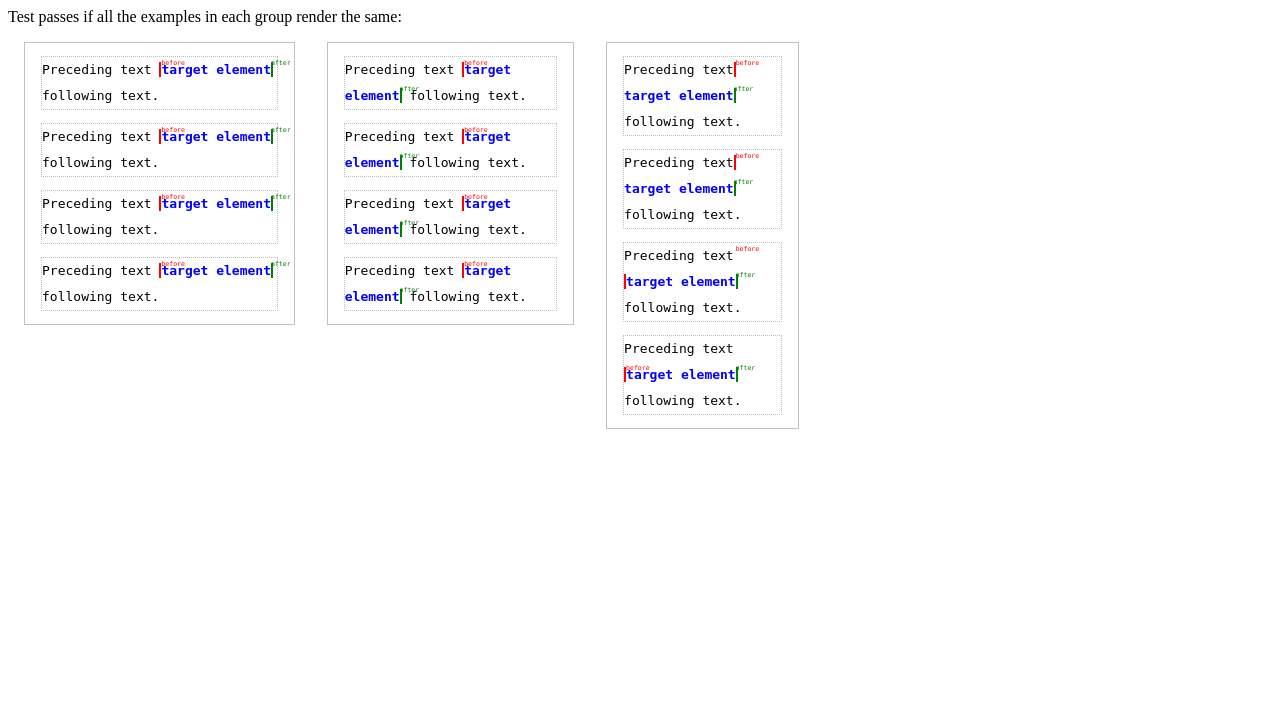 Test passes if all the examples in each group render the same:
before after
Preceding text target element
following text.
before after
Preceding text target element
following text.
before after
Preceding text target element
following text.
before after
Preceding text target element
following text.
before
Preceding text target
after
element following text.
before
Preceding text target
after
element following text.
before
Preceding text target
after
element following text.
before
Preceding text target
after
element following text.
before
Preceding text
after
target element
following text.
before
Preceding text
after
target element
following text.
before
Preceding text
after
target element
following text.
Preceding text
before after
target element
following text.